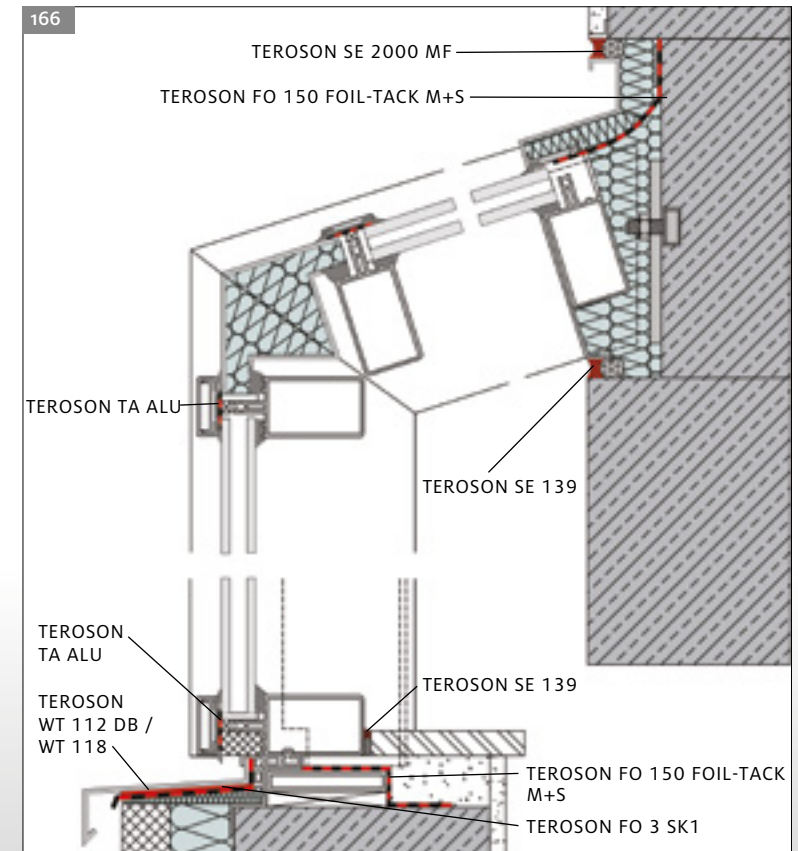 166
TEROSON SE 2000 MF
TEROSON FO 150 FOIL-TACK M+S
TEROSON TA ALU
TEROSON SE 139
TEROSON
TA ALU
TEROSON
WT 112 DB /
WT 118
TEROSON SE 139
TEROSON FO 150 FOIL-TACK
M+S
TEROSON FO 3 SK1